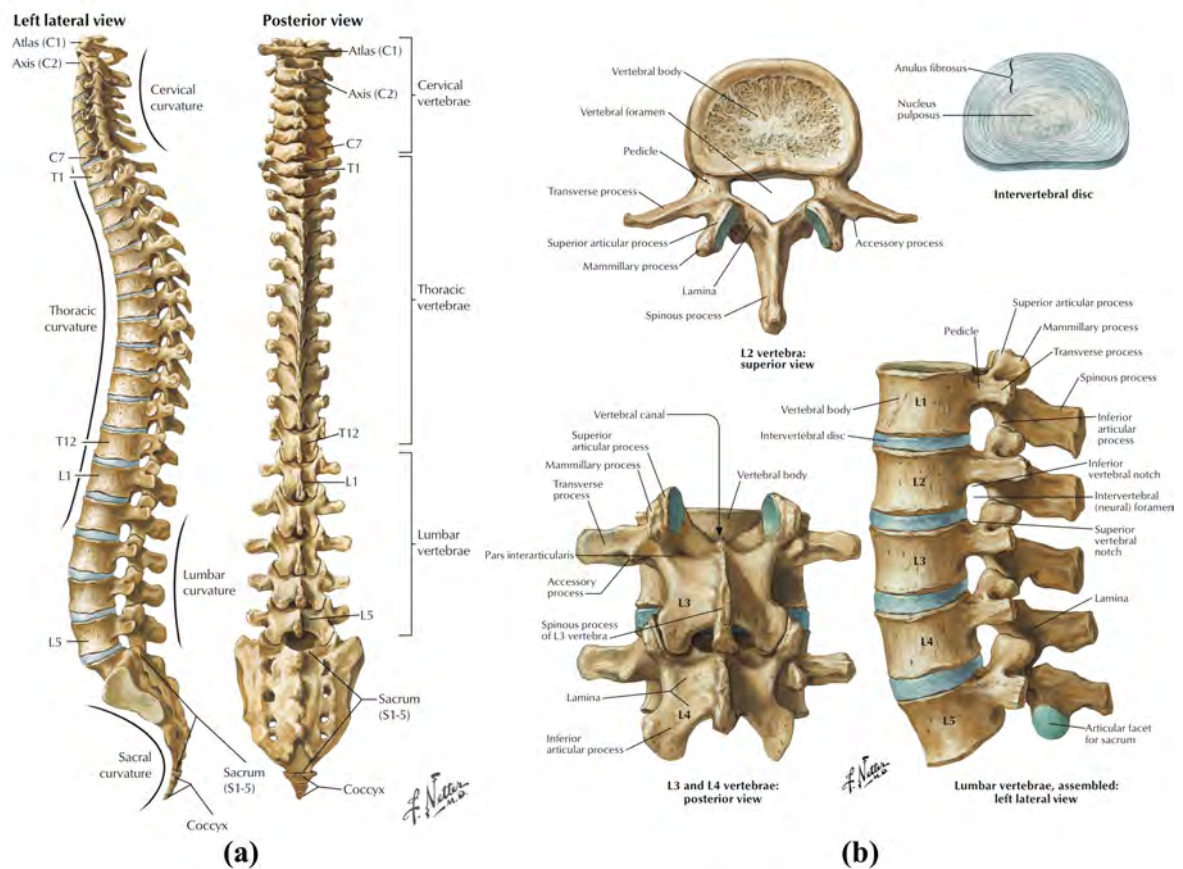 Left lateral view
Atlas (C1)
Axis (C2)
Cervical
curvature
C7
T1
Thoracic
curvature
T12
L1
Lumbar
curvature
L5
Sacral
curvature
Sacrum
(S1-5)
Coccyx
Posterior view
Atlas (C1)
Axis (C2)
Cervical
vertebrae
C7
T1
Thoracic
vertebrae
T12
L1
Lumbar
vertebrae
L5
Sacrum
(S1-5)
Coccyx
F. Netter
M.D.
(a)
Vertebral body
Vertebral foramen
Pedicle
Transverse process
Superior articular process
Mammillary process
Lamina
Spinous process
Accessory process
L2 vertebra:
superior view
Anulus fibrosus
Nucleus
pulposus
Intervertebral disc
Vertebral canal
Superior
articular process
Mammillary process
Transverse
process
Vertebral body
Pars interarticularis
Accessory
process
L3
Spinous process
of L3 vertebra
Lamina
L4
Inferior
articular process
L3 and L4 vertebrae:
posterior view
Superior articular process
Pedicle
Mammillary process
Transverse process
Spinous process
L1
Vertebral body
Inferior
articular
process
Intervertebral disc
L2
Inferior
vertebral notch
Intervertebral
(neural) foramen
Superior
vertebral
notch
L3
Lamina
L4
L5
Articular facet
for sacrum
F. Netter
M.D.
Lumbar vertebrae, assembled:
left lateral view
(b)